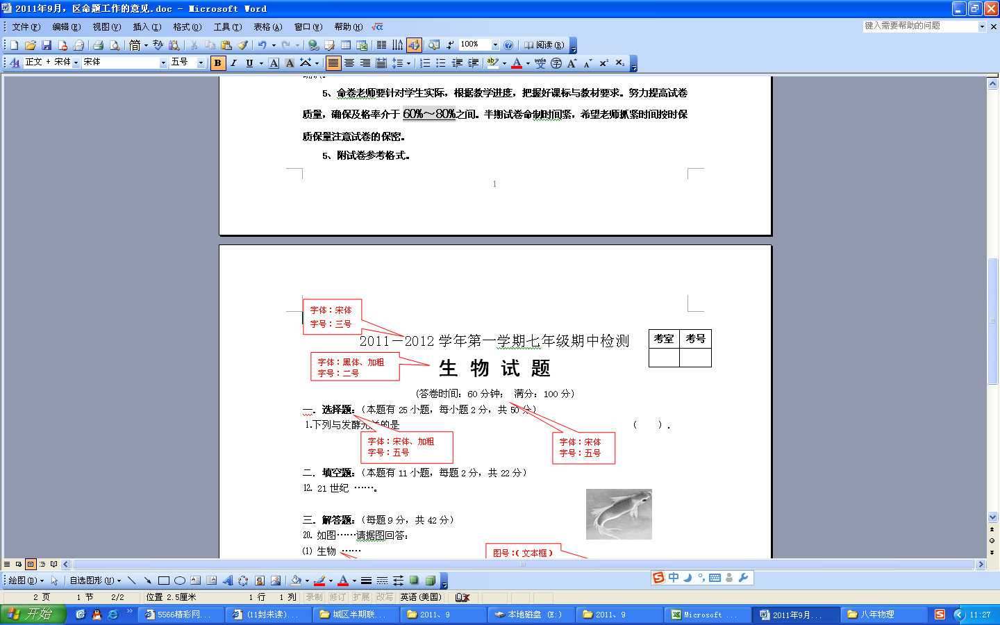 2011年9月，区命题工作的意见.doc - Microsoft Word
文件(F) 编辑(E) 视图(V) 插入(I) 格式(O) 工具(T) 表格(A) 窗口(W) 帮助(H) √α 键入需要帮助的问题
简 100% 阅读(R)
正文 + 宋体 宋体 五号 B I U A A A
5、命卷老师要针对学生实际，根据教学进度，把握好课标与教材要求。努力提高试卷
质量，确保及格率介于 60%～80%之间。半期试卷命制时间紧，希望老师抓紧时间按时保
质保量注意试卷的保密。
5、附试卷参考格式。
1
字体：宋体
字号：三号
2011－2012 学年第一学期七年级期中检测
考室 考号
字体：黑体、加粗
字号：二号
生 物 试 题
(答卷时间：60 分钟； 满分：100 分)
一．选择题：（本题有 25 小题，每小题 2 分，共 50 分）
1.下列与发酵无关的是 （ ）.
字体：宋体、加粗
字号：五号
字体：宋体
字号：五号
二．填空题：（本题有 11 小题，每题 2 分，共 22 分）
12. 21 世纪 ……。
三．解答题：（每题 9 分，共 42 分）
20. 如图……请据图回答：
(1) 生物 ……
图号：( 文本框 )
绘图(D) 自选图形(U)
2 页 1 节 2/2 位置 2.5厘米 1 行 1 列 录制 修订 扩展 改写 英语(美国)
中
开始 5566精彩网... (11封未读)... 城区半期联... 2011、9 本地磁盘 (E:) 2011、9 Microsoft ... 2011年9月... 八年物理 11:27